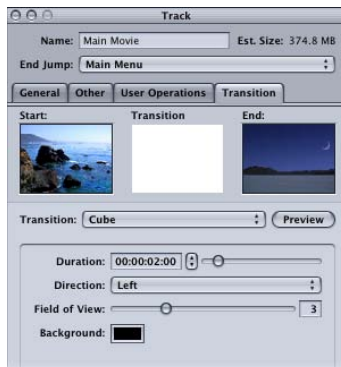 Track
Name: Main Movie Est. Size: 374.8 MB
End Jump: Main Menu
General Other User Operations Transition
Start: Transition End:
Transition: Cube Preview
Duration: 00:00:02:00
Direction: Left
Field of View: 3
Background: